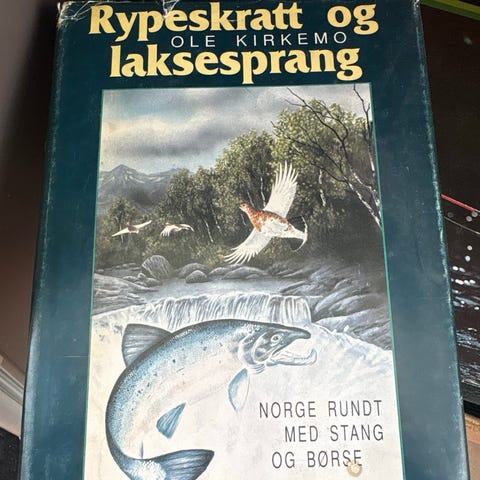 Rypeskratt og
OLE KIRKEMO
laksesprang
NORGE RUNDT
MED STANG
OG BØRSE